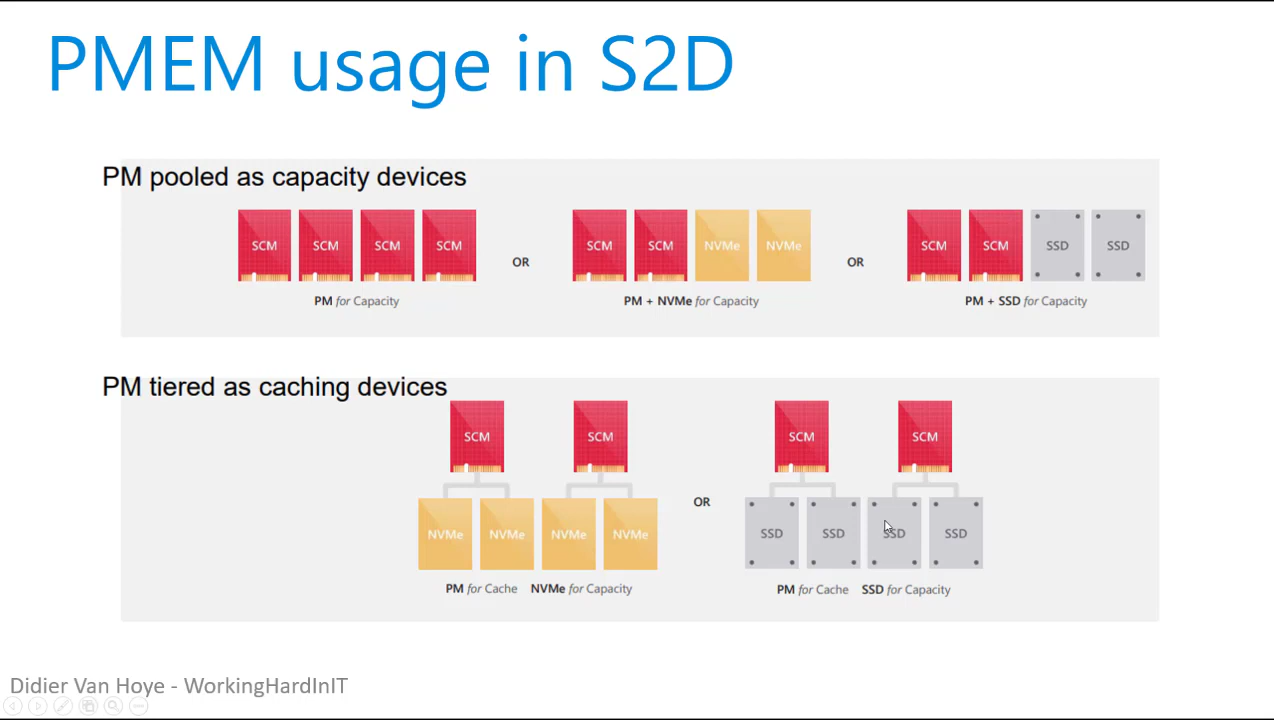 PMEM usage in S2D
PM pooled as capacity devices
SCM SCM SCM SCM OR SCM SCM NVMe NVMe OR SCM SCM SSD SSD
PM for Capacity PM + NVMe for Capacity PM + SSD for Capacity
PM tiered as caching devices
SCM SCM SCM SCM
OR
NVMe NVMe NVMe NVMe SSD SSD SSD SSD
PM for Cache NVMe for Capacity PM for Cache SSD for Capacity
Didier Van Hoye - WorkingHardInIT